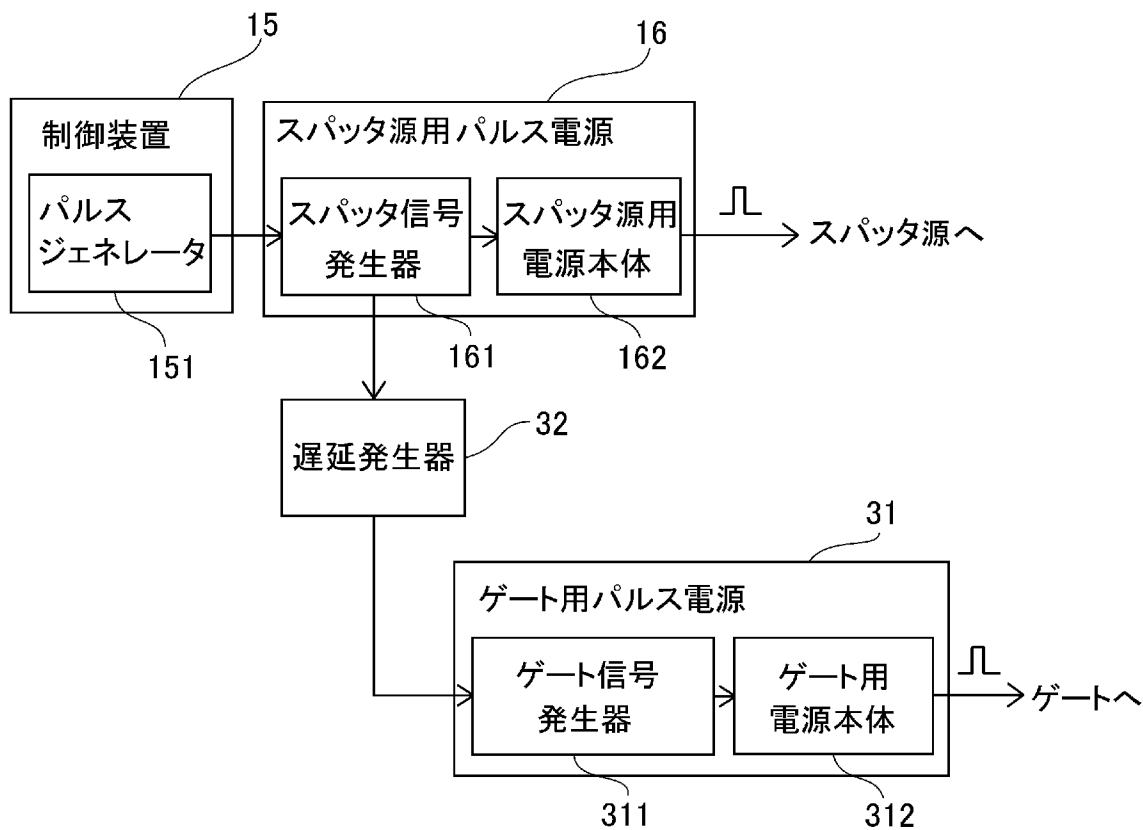 15
16
制御装置
スパッタ源用パルス電源
パルス
ジェネレータ
スパッタ信号
発生器
スパッタ源用
電源本体
スパッタ源へ
151
161
162
32
遅延発生器
31
ゲート用パルス電源
ゲート信号
発生器
ゲート用
電源本体
ゲートへ
311
312